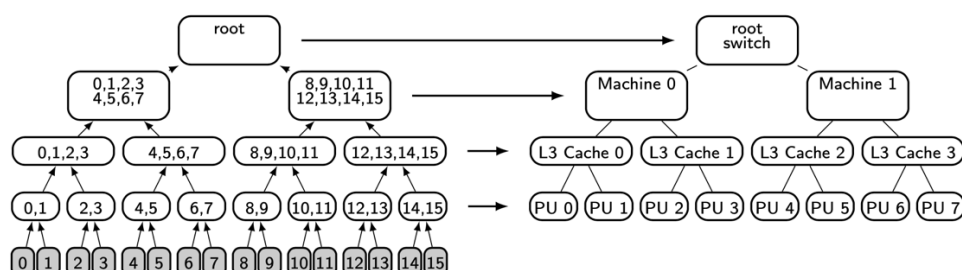 root
root
switch
0,1,2,3
4,5,6,7
8,9,10,11
12,13,14,15
Machine 0
Machine 1
0,1,2,3
4,5,6,7
8,9,10,11
12,13,14,15
L3 Cache 0
L3 Cache 1
L3 Cache 2
L3 Cache 3
0,1
2,3
4,5
6,7
8,9
10,11
12,13
14,15
PU 0
PU 1
PU 2
PU 3
PU 4
PU 5
PU 6
PU 7
0
1
2
3
4
5
6
7
8
9
10
11
12
13
14
15